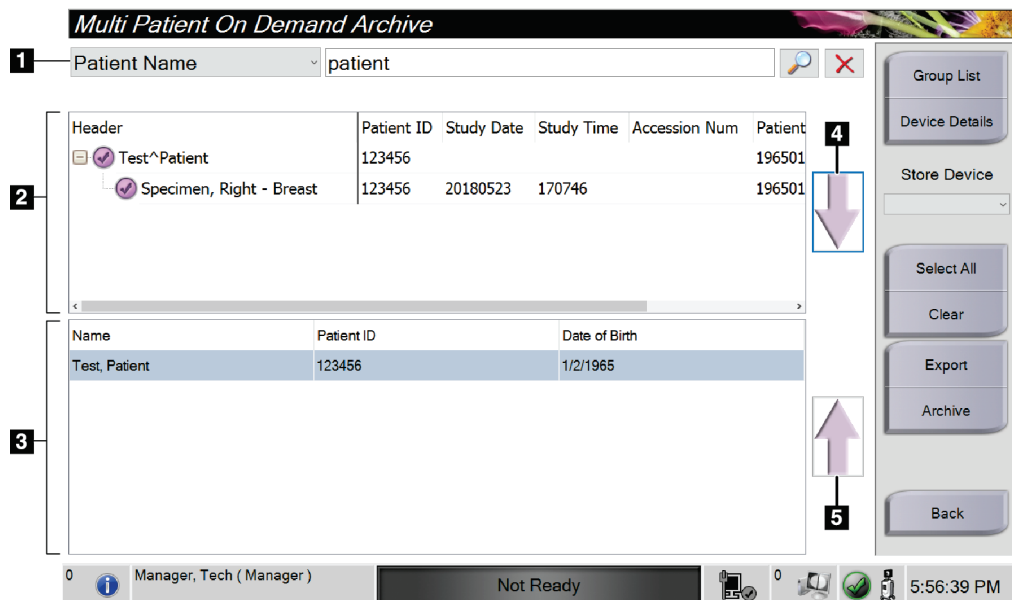 Multi Patient On Demand Archive
1 Patient Name patient
Group List
Device Details
Store Device
Select All
Clear
Export
Archive
Back
2
Header Patient ID Study Date Study Time Accession Num Patient
Test^Patient 123456 196501
Specimen, Right - Breast 123456 20180523 170746 196501
4
3
Name Patient ID Date of Birth
Test, Patient 123456 1/2/1965
5
0 Manager, Tech ( Manager ) Not Ready 0 5:56:39 PM